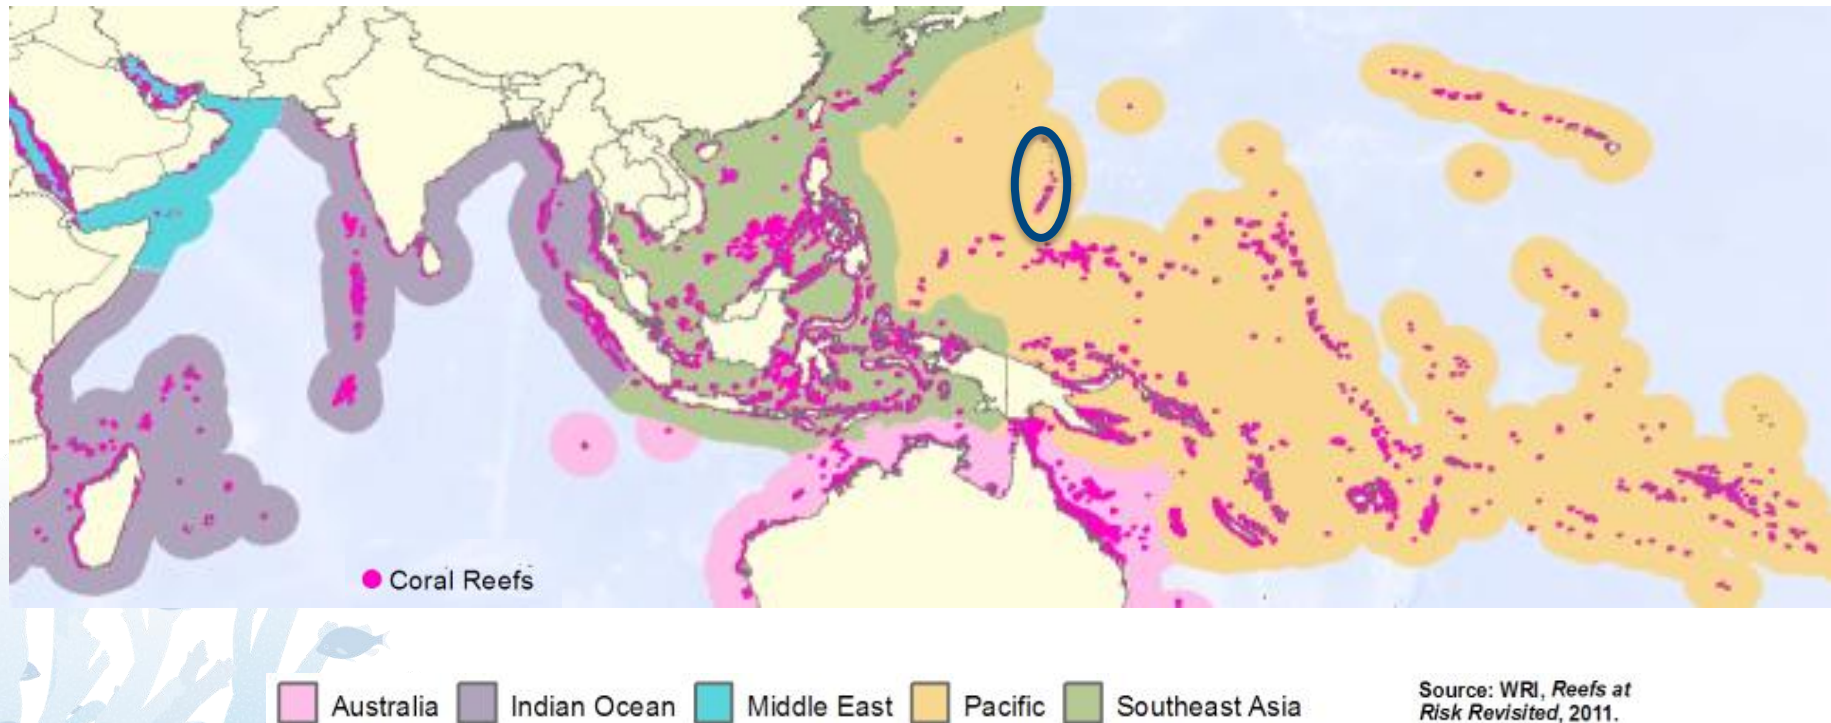 Coral Reefs
Australia
Indian Ocean
Middle East
Pacific
Southeast Asia
Source: WRI, Reefs at
Risk Revisited, 2011.